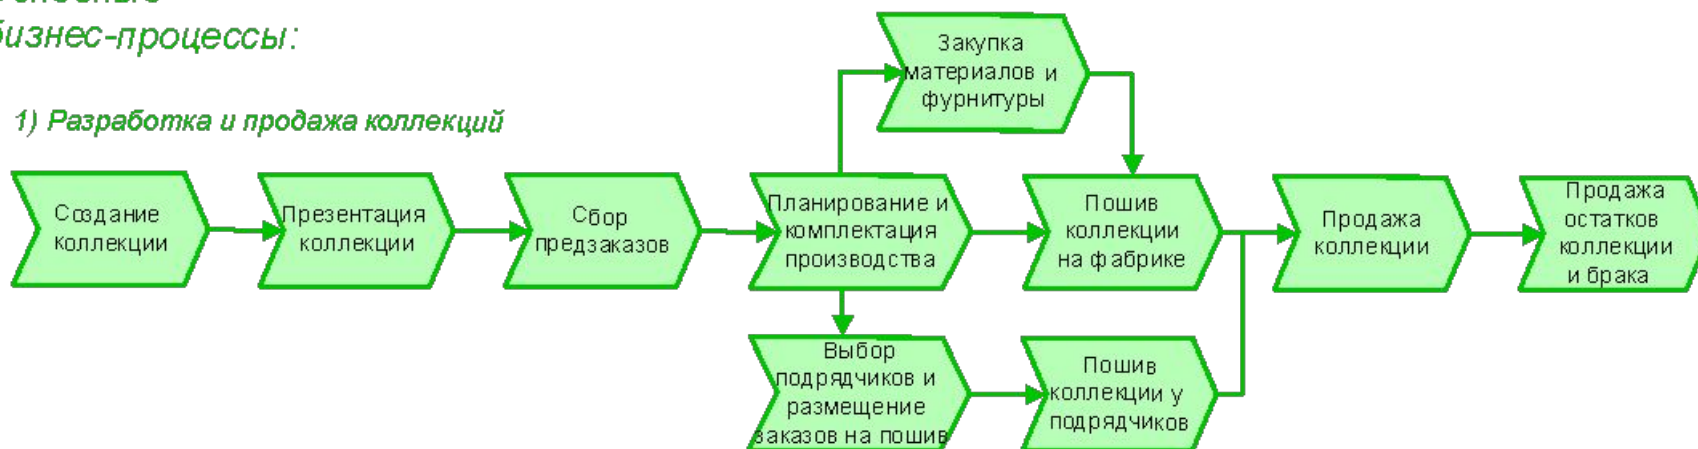 бизнес-процессы:
1) Разработка и продажа коллекций
Создание
коллекции
Презентация
коллекции
Сбор
предзаказов
Планирование и
комплектация
производства
Закупка
материалов и
фурнитуры
Выбор
подрядчиков и
размещение
заказов на пошив
Пошив
коллекции
на фабрике
Пошив
коллекции у
подрядчиков
Продажа
коллекции
Продажа
остатков
коллекции
и брака